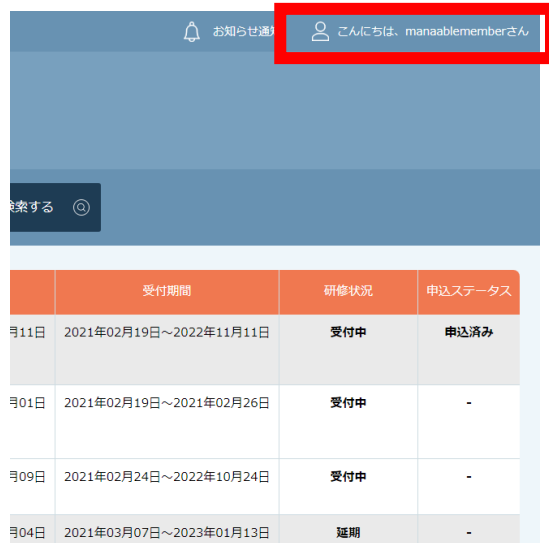 お知らせ通知 こんにちは、manaablememberさん
検索する
受付期間 研修状況 申込ステータス
月11日 2021年02月19日～2022年11月11日 受付中 申込済み
月01日 2021年02月19日～2021年02月26日 受付中 -
月09日 2021年02月24日～2022年10月24日 受付中 -
月04日 2021年03月07日～2023年01月13日 延期 -